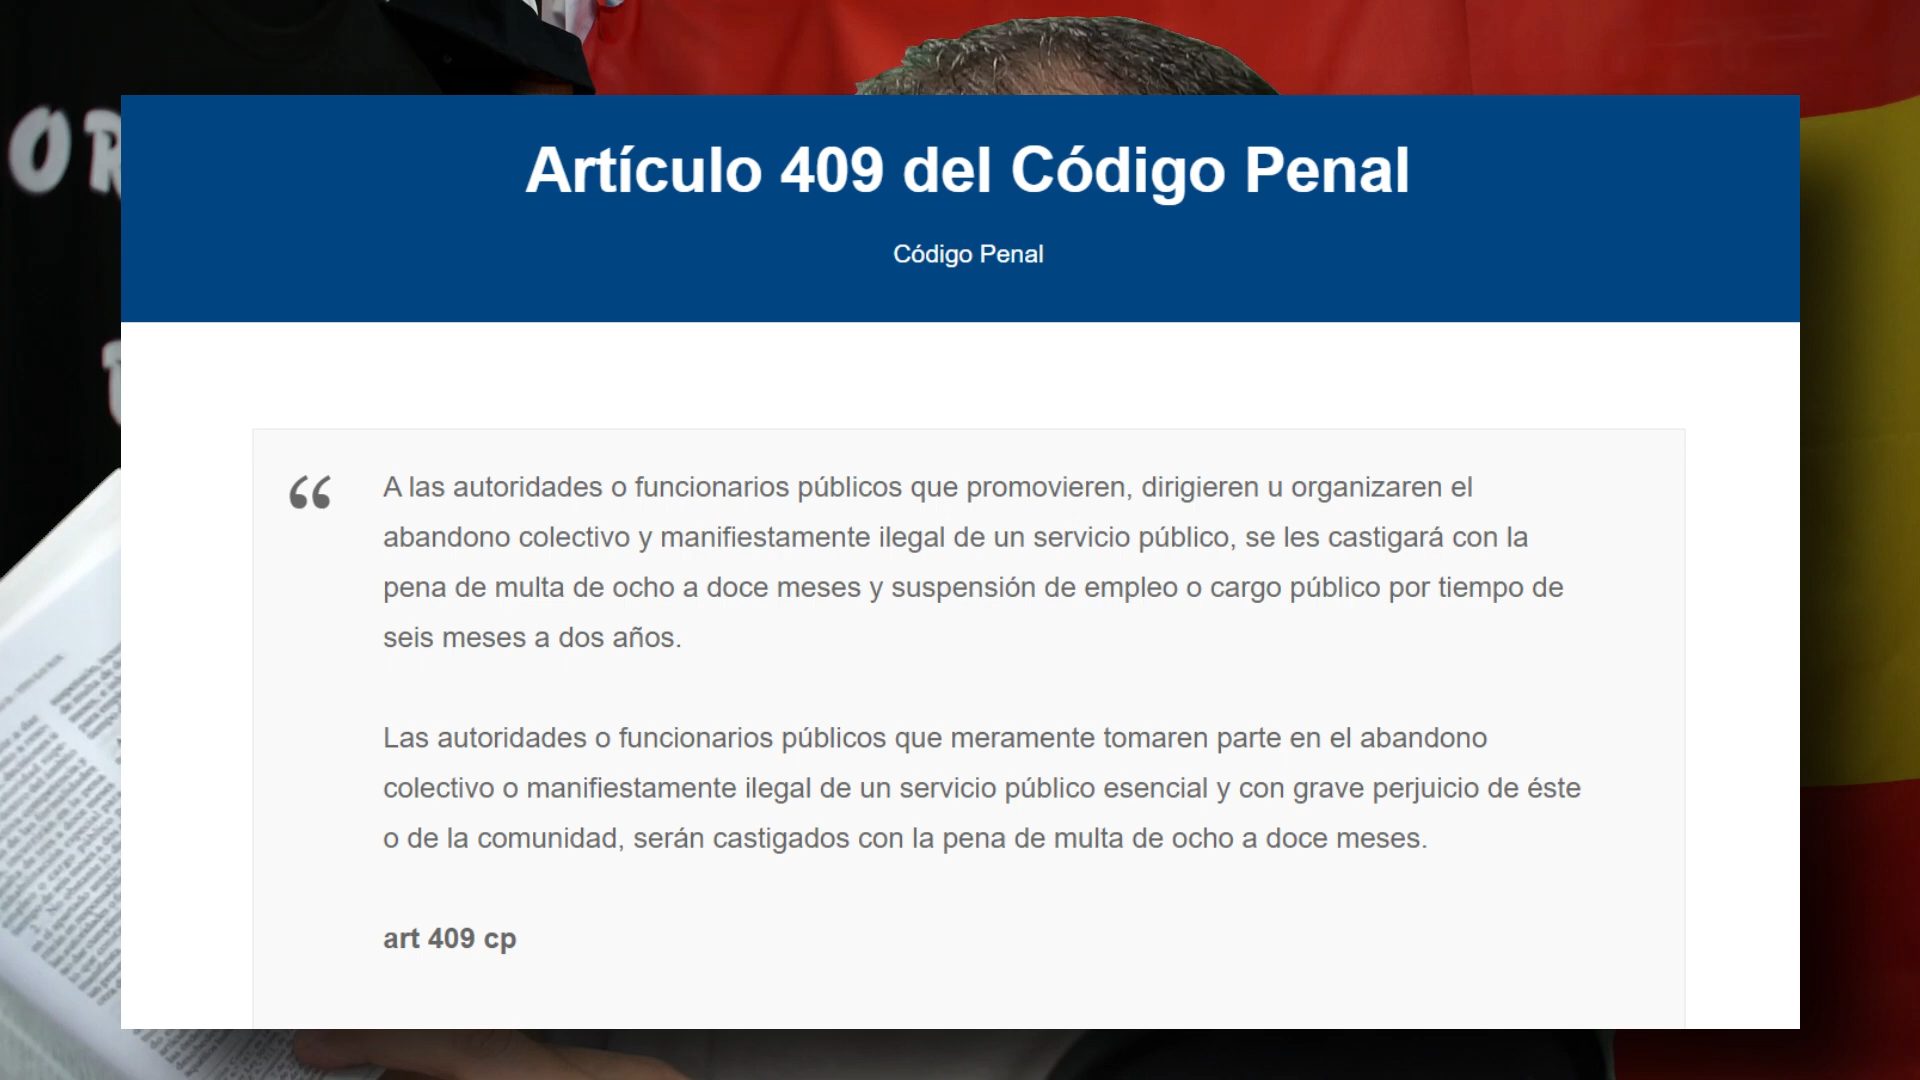 OR
Artículo 409 del Código Penal
Código Penal
“ A las autoridades o funcionarios públicos que promovieren, dirigieren u organizaren el
abandono colectivo y manifiestamente ilegal de un servicio público, se les castigará con la
pena de multa de ocho a doce meses y suspensión de empleo o cargo público por tiempo de
seis meses a dos años.
Las autoridades o funcionarios públicos que meramente tomaren parte en el abandono
colectivo o manifiestamente ilegal de un servicio público esencial y con grave perjuicio de éste
o de la comunidad, serán castigados con la pena de multa de ocho a doce meses.
art 409 cp